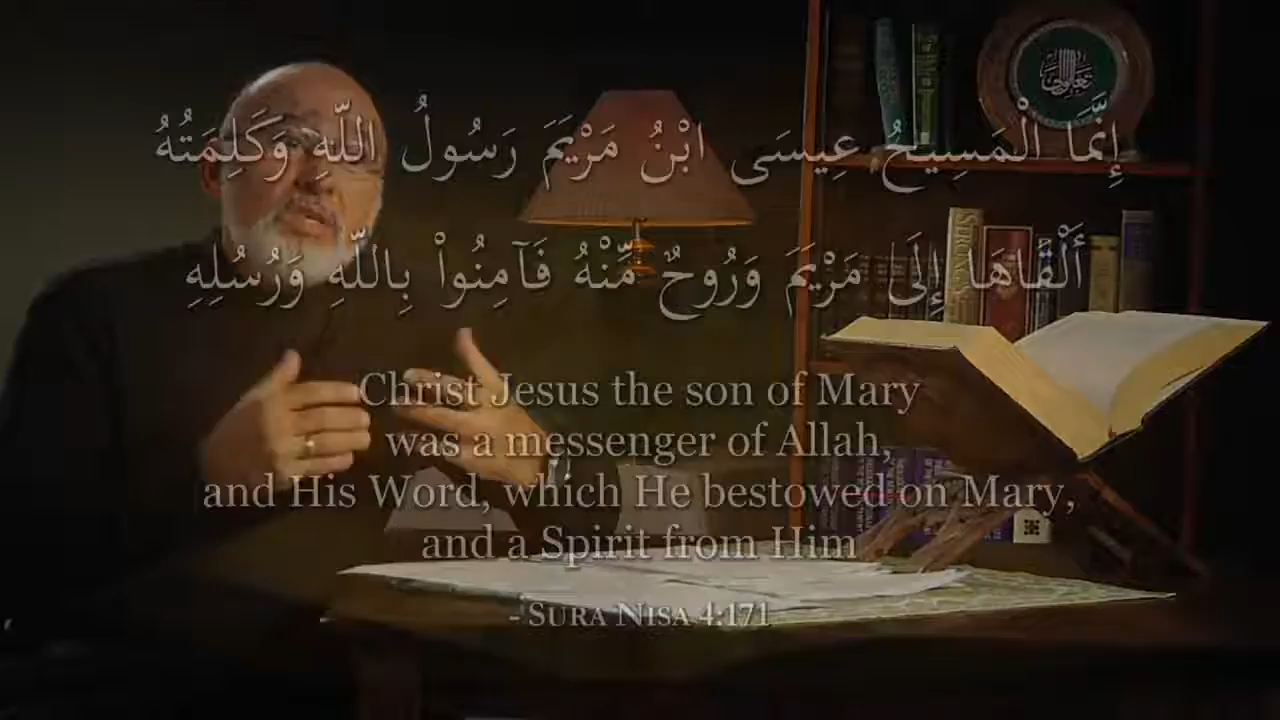 إِنَّمَا الْمَسِيحُ عِيسَى ابْنُ مَرْيَمَ رَسُولُ اللّهِ وَكَلِمَتُهُ
أَلْقَاهَا إِلَى مَرْيَمَ وَرُوحٌ مِّنْهُ فَآمِنُواْ بِاللّهِ وَرُسُلِهِ
Christ Jesus the son of Mary
was a messenger of Allah,
and His Word, which He bestowed on Mary,
and a Spirit from Him
- Sura Nisa 4:171